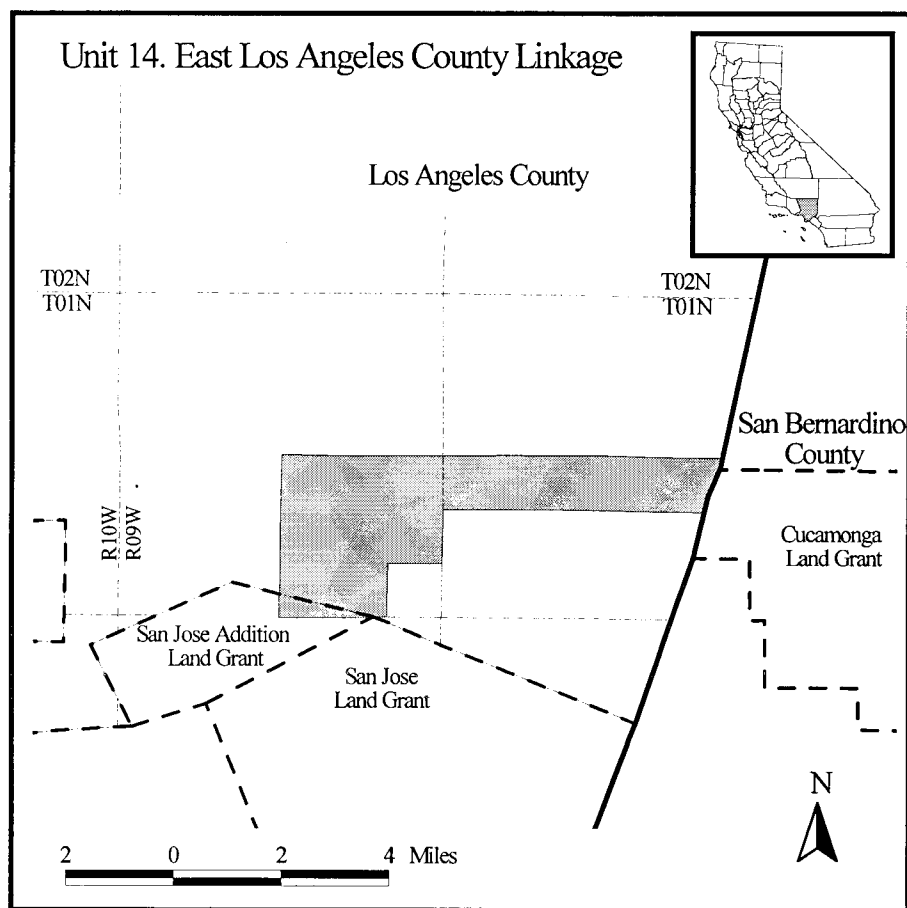 Unit 14. East Los Angeles County Linkage
Los Angeles County
T02N
T01N
T02N
T01N
San Bernardino
County
R10W
R09W
Cucamonga
Land Grant
San Jose Addition
Land Grant
San Jose
Land Grant
N
2 0 2 4 Miles